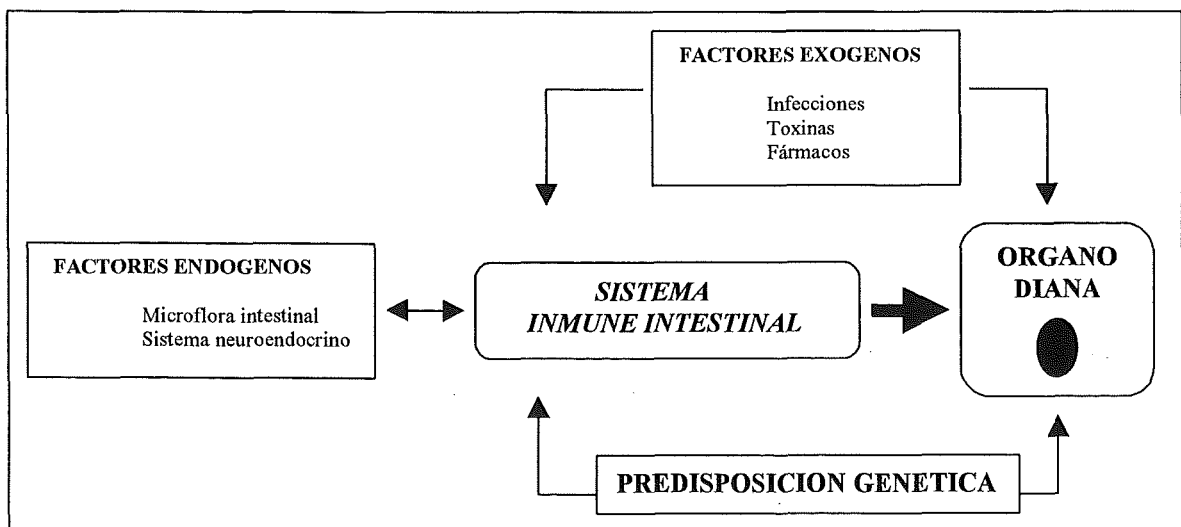 FACTORES EXOGENOS
Infecciones
Toxinas
Fármacos
FACTORES ENDOGENOS
Microflora intestinal
Sistema neuroendocrino
SISTEMA
INMUNE INTESTINAL
ORGANO
DIANA
PREDISPOSICION GENETICA